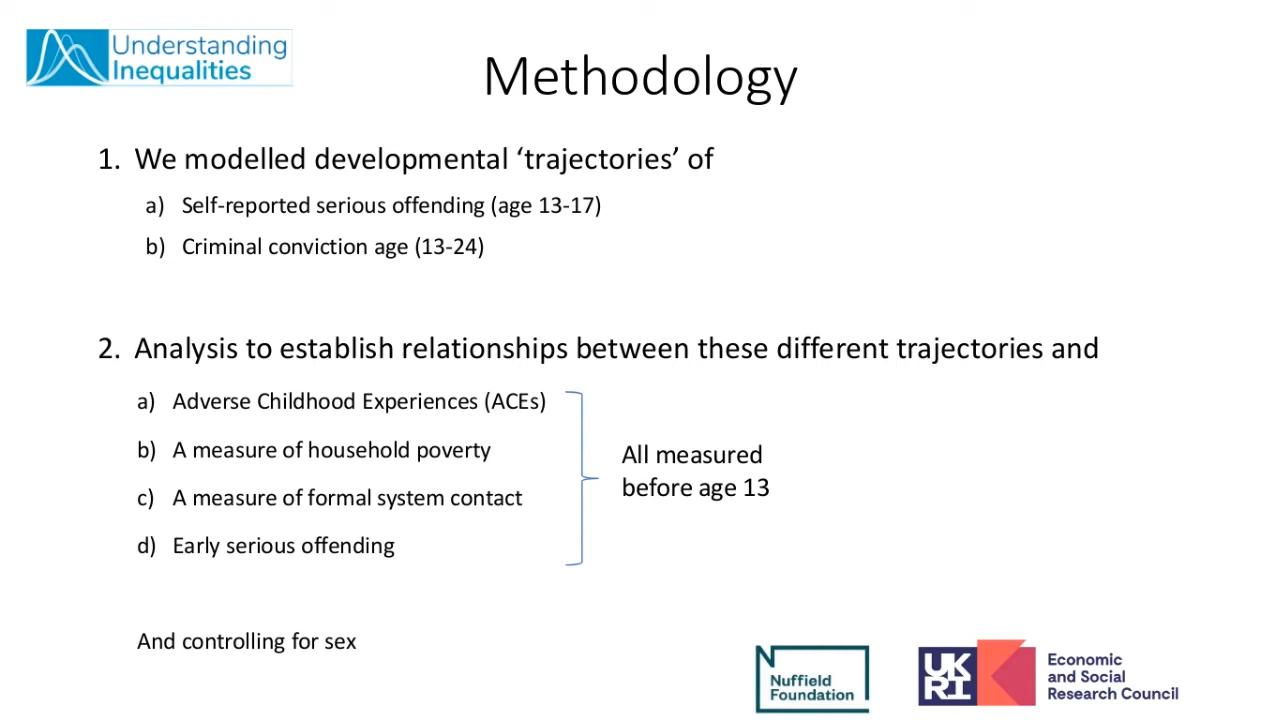 Understanding
Inequalities
Methodology
1. We modelled developmental ‘trajectories’ of
a) Self-reported serious offending (age 13-17)
b) Criminal conviction age (13-24)
2. Analysis to establish relationships between these different trajectories and
a) Adverse Childhood Experiences (ACEs)
b) A measure of household poverty
c) A measure of formal system contact
d) Early serious offending
All measured
before age 13
And controlling for sex
Nuffield
Foundation
UK
RI
Economic
and Social
Research Council